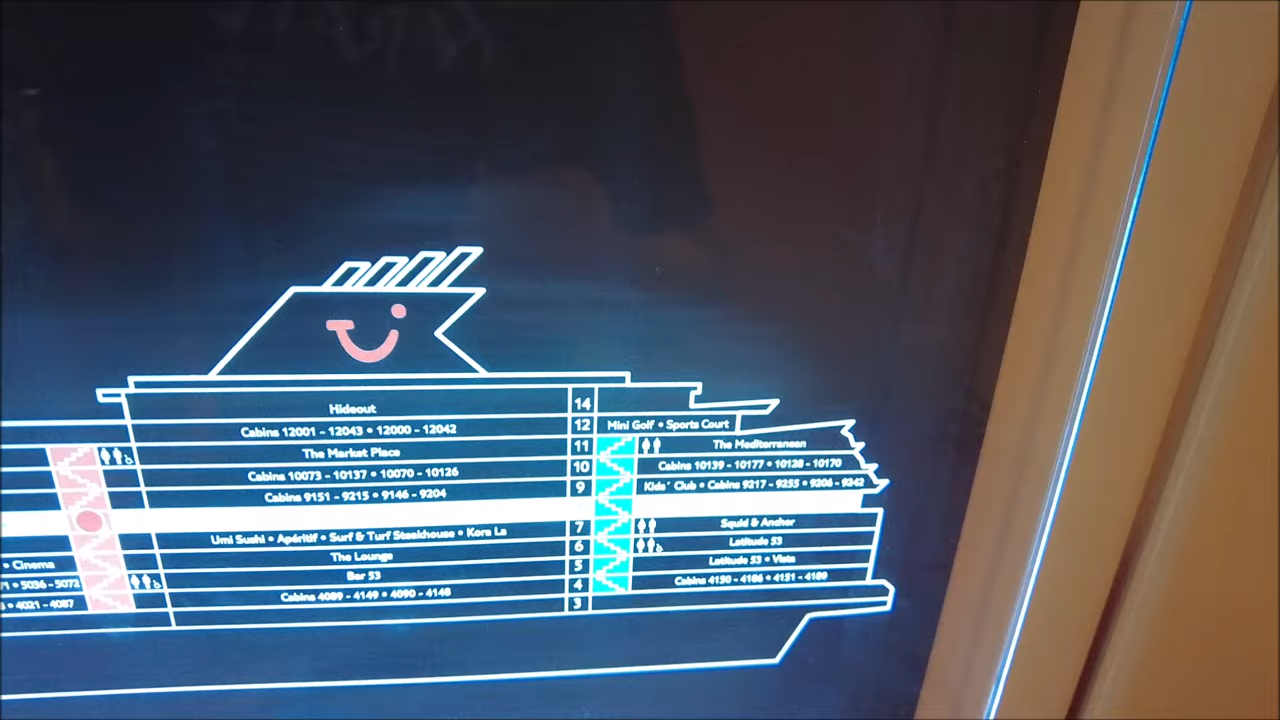 Hideout 14
Cabins 12001 - 12043 • 12000 - 12042 12 Mini Golf • Sports Court
The Market Place 11 The Mediterranean
Cabins 10073 - 10137 • 10070 - 10126 10 Cabins 10139 - 10177 • 10128 - 10170
Cabins 9151 - 9215 • 9146 - 9204 9 Kids' Club • Cabins 9217 - 9255 • 9206 - 9242
Umi Sushi • Apéritif • Surf & Turf Steakhouse • Kora La 7 Squid & Anchor
• Cinema The Lounge 6 Latitude 53
5036 - 5072 Bar 53 5 Latitude 53 • Vista
• 4021 - 4087 Cabins 4089 - 4149 • 4090 - 4148 4 Cabins 4150 - 4186 • 4151 - 4189
3